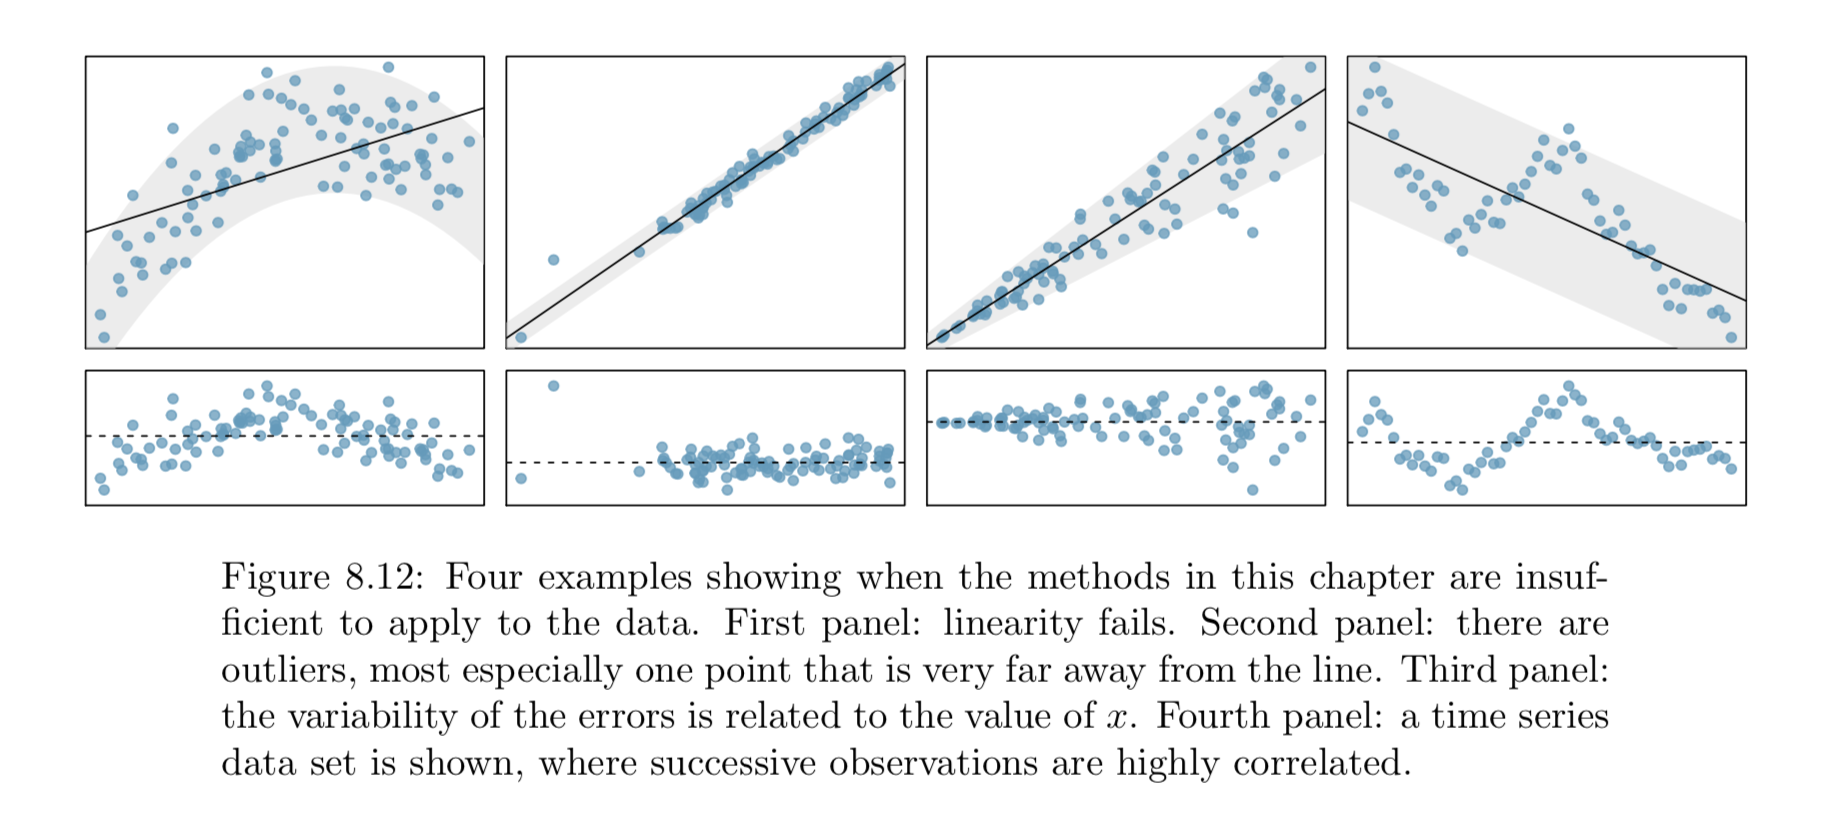 Figure 8.12: Four examples showing when the methods in this chapter are insuf-
ficient to apply to the data. First panel: linearity fails. Second panel: there are
outliers, most especially one point that is very far away from the line. Third panel:
the variability of the errors is related to the value of x. Fourth panel: a time series
data set is shown, where successive observations are highly correlated.